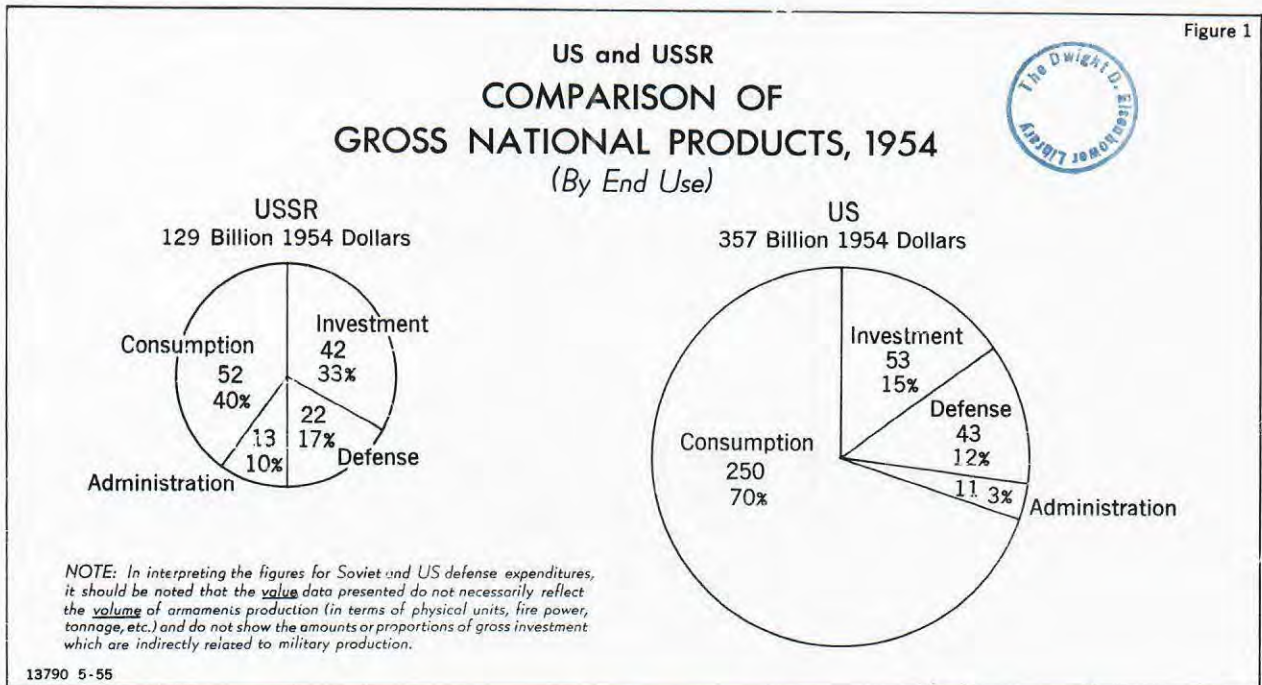 Figure 1
US and USSR
COMPARISON OF
GROSS NATIONAL PRODUCTS, 1954
(By End Use)
The Dwight D. Eisenhower Library
USSR
129 Billion 1954 Dollars
Consumption
52
40%
Investment
42
33%
22
17%
Defense
13
10%
Administration
US
357 Billion 1954 Dollars
Investment
53
15%
Defense
43
12%
11 3%
Administration
Consumption
250
70%
NOTE: In interpreting the figures for Soviet and US defense expenditures,
it should be noted that the value data presented do not necessarily reflect
the volume of armaments production (in terms of physical units, fire power,
tonnage, etc.) and do not show the amounts or proportions of gross investment
which are indirectly related to military production.
13790 5-55